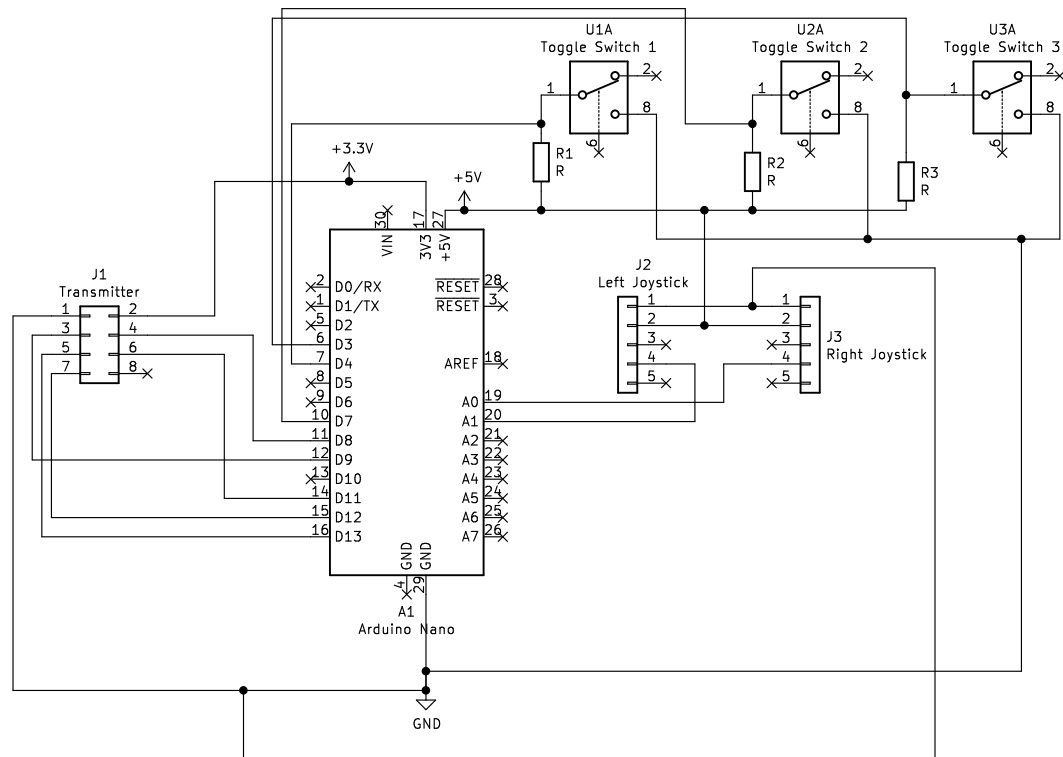 U1A
Toggle Switch 1
U2A
Toggle Switch 2
U3A
Toggle Switch 3
1
2
8
6
1
2
8
6
1
2
8
6
R1
R
R2
R
R3
R
+3.3V
+5V
30
17
27
VIN
3V3
+5V
J1
Transmitter
1
2
3
4
5
6
7
8
2
D0/RX
1
D1/TX
5
D2
6
D3
7
D4
8
D5
9
D6
10
D7
11
D8
12
D9
13
D10
14
D11
15
D12
16
D13
RESET
28
RESET
3
AREF
18
A0
19
A1
20
A2
21
A3
22
A4
23
A5
24
A6
25
A7
26
GND
GND
4
29
A1
Arduino Nano
J2
Left Joystick
1
2
3
4
5
1
2
3
4
5
J3
Right Joystick
GND